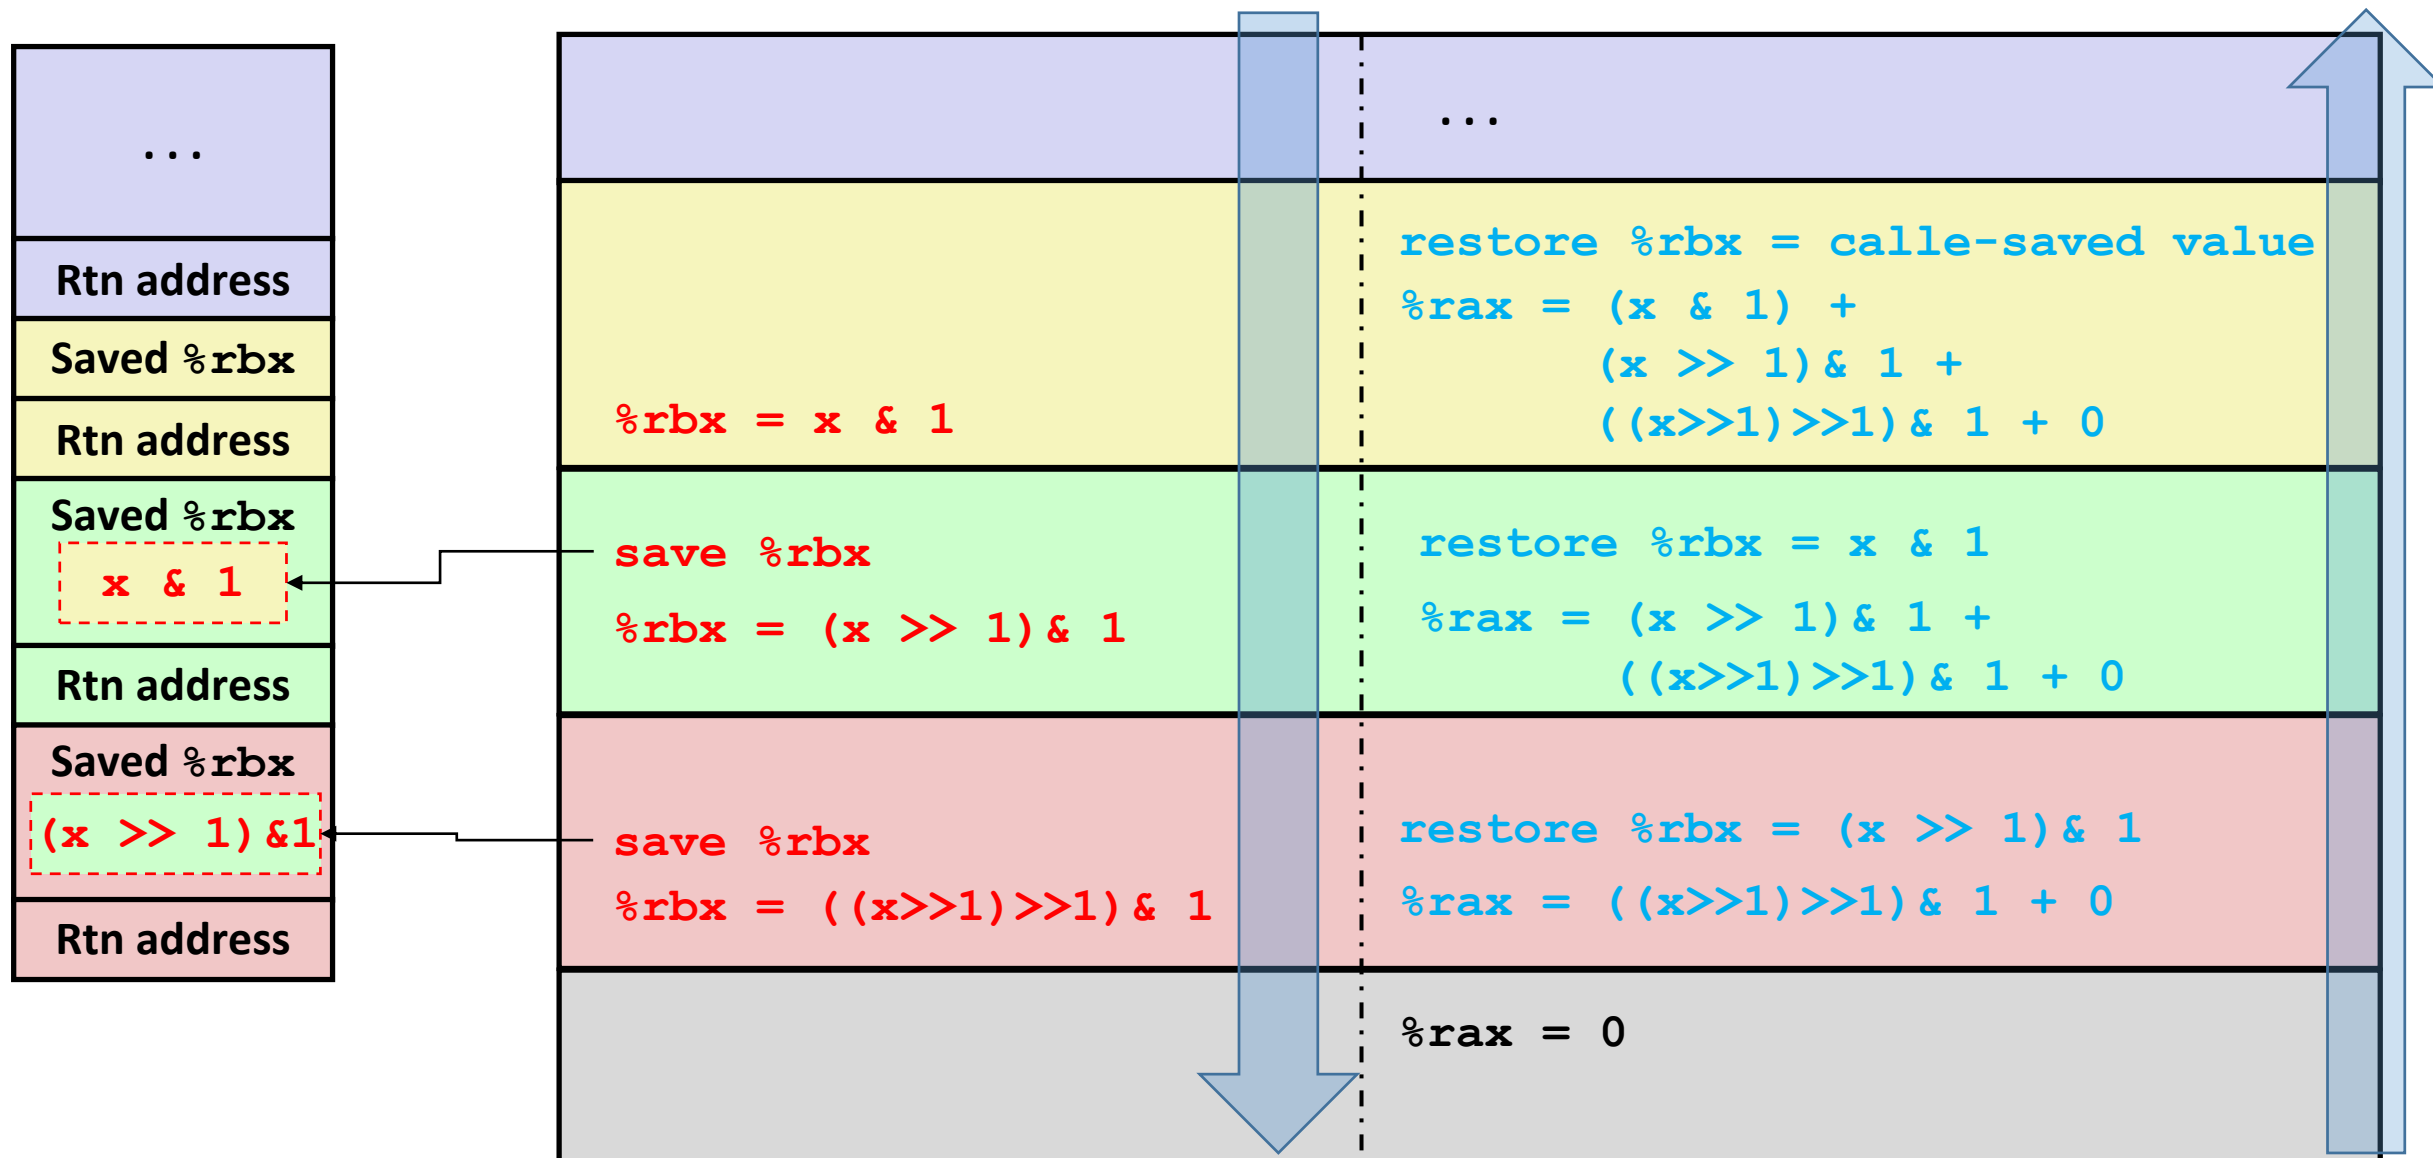 ...
Rtn address
Saved %rbx
Rtn address
Saved %rbx
x & 1
Rtn address
Saved %rbx
(x >> 1)&1
Rtn address
...
%rbx = x & 1
restore %rbx = calle-saved value
%rax = (x & 1) +
(x >> 1)& 1 +
((x>>1)>>1)& 1 + 0
save %rbx
%rbx = (x >> 1)& 1
restore %rbx = x & 1
%rax = (x >> 1)& 1 +
((x>>1)>>1)& 1 + 0
save %rbx
%rbx = ((x>>1)>>1)& 1
restore %rbx = (x >> 1)& 1
%rax = ((x>>1)>>1)& 1 + 0
%rax = 0